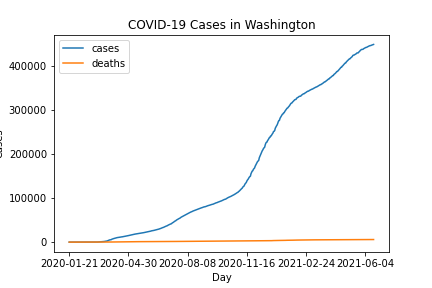 COVID-19 Cases in Washington
cases
deaths
400000
300000
200000
100000
0
cases
2020-01-21 2020-04-30 2020-08-08 2020-11-16 2021-02-24 2021-06-04
Day